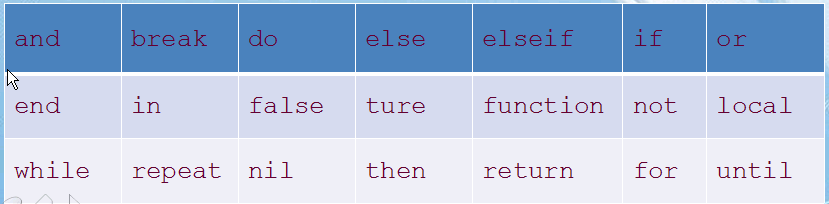 and break do else elseif if or
end in false ture function not local
while repeat nil then return for until